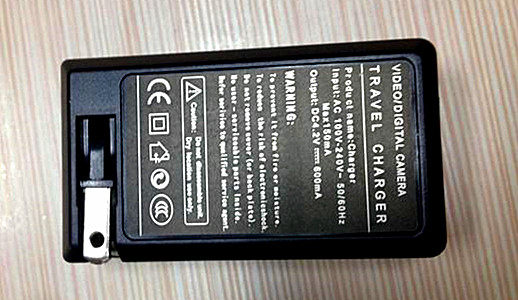 VIDEO/DIGITAL CAMERA
TRAVEL CHARGER
Product name:Charger
Input: AC 100V-240V~ 50/60Hz
Max150mA
Output: DC4.2V 600mA
WARNING:
To prevent it from fire or moisture.
To reduce the risk of electronicshock.
Do not remove cover (or back plate).
No user - serviceable parts inside.
Refer service to qualified service agent.
Caution: Do not disassemble unit.
Dry location use only.
CE